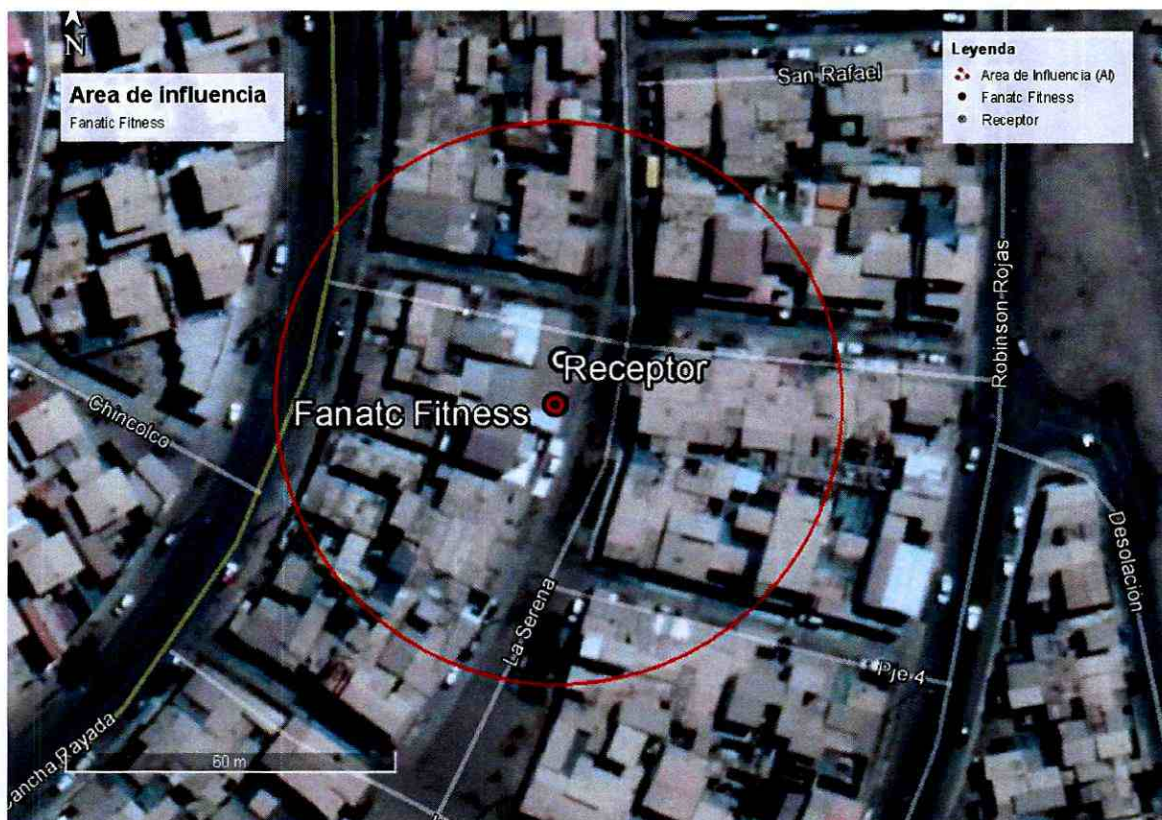 N
Area de influencia
Fanatic Fitness
Leyenda
Area de Influencia (AI)
Fanatc Fitness
Receptor
San Rafael
Robinson-Rojas
Receptor
Fanatc Fitness
Chincolco
Desolación
La Serena
Pje 4
Cancha Rayada
60 m